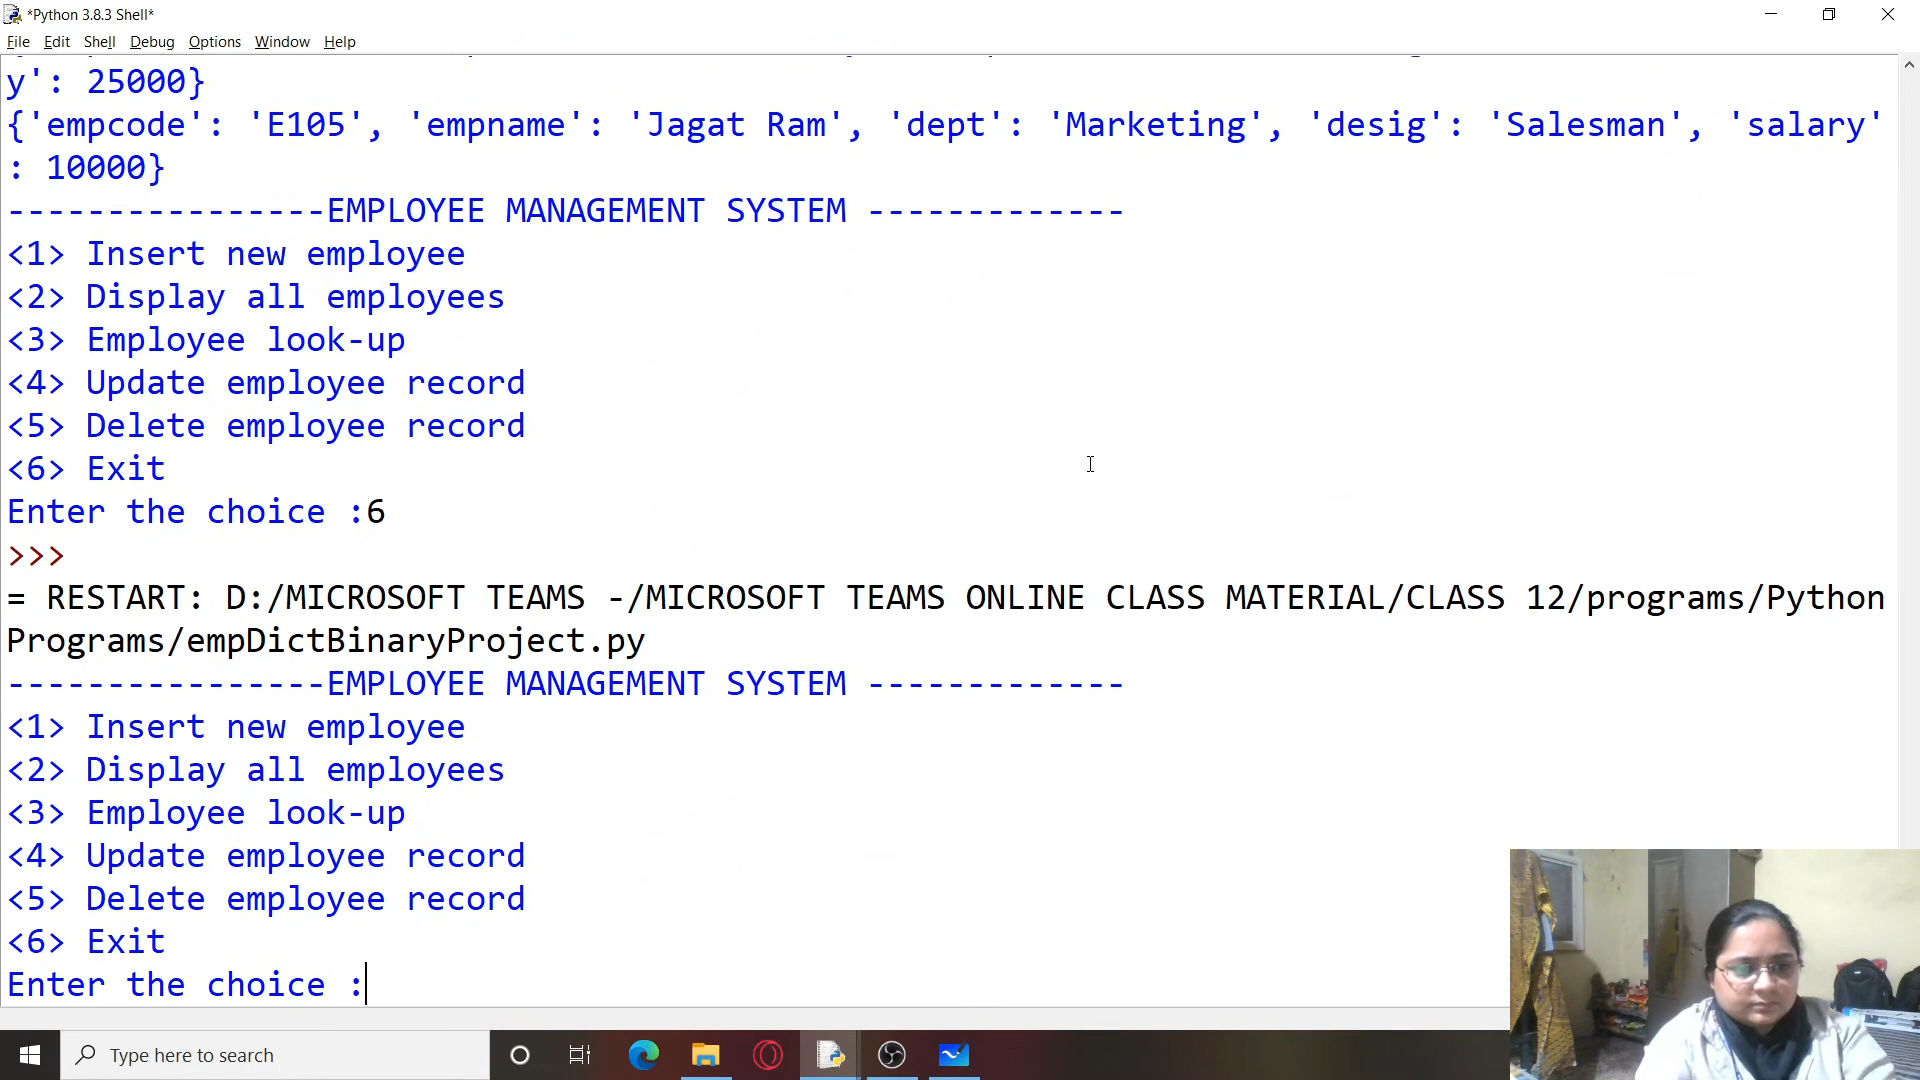 *Python 3.8.3 Shell*
File Edit Shell Debug Options Window Help
y': 25000}
{'empcode': 'E105', 'empname': 'Jagat Ram', 'dept': 'Marketing', 'desig': 'Salesman', 'salary'
: 10000}
----------------EMPLOYEE MANAGEMENT SYSTEM -------------
<1> Insert new employee
<2> Display all employees
<3> Employee look-up
<4> Update employee record
<5> Delete employee record
<6> Exit
Enter the choice :6
>>>
= RESTART: D:/MICROSOFT TEAMS -/MICROSOFT TEAMS ONLINE CLASS MATERIAL/CLASS 12/programs/Python
Programs/empDictBinaryProject.py
----------------EMPLOYEE MANAGEMENT SYSTEM -------------
<1> Insert new employee
<2> Display all employees
<3> Employee look-up
<4> Update employee record
<5> Delete employee record
<6> Exit
Enter the choice :
Type here to search